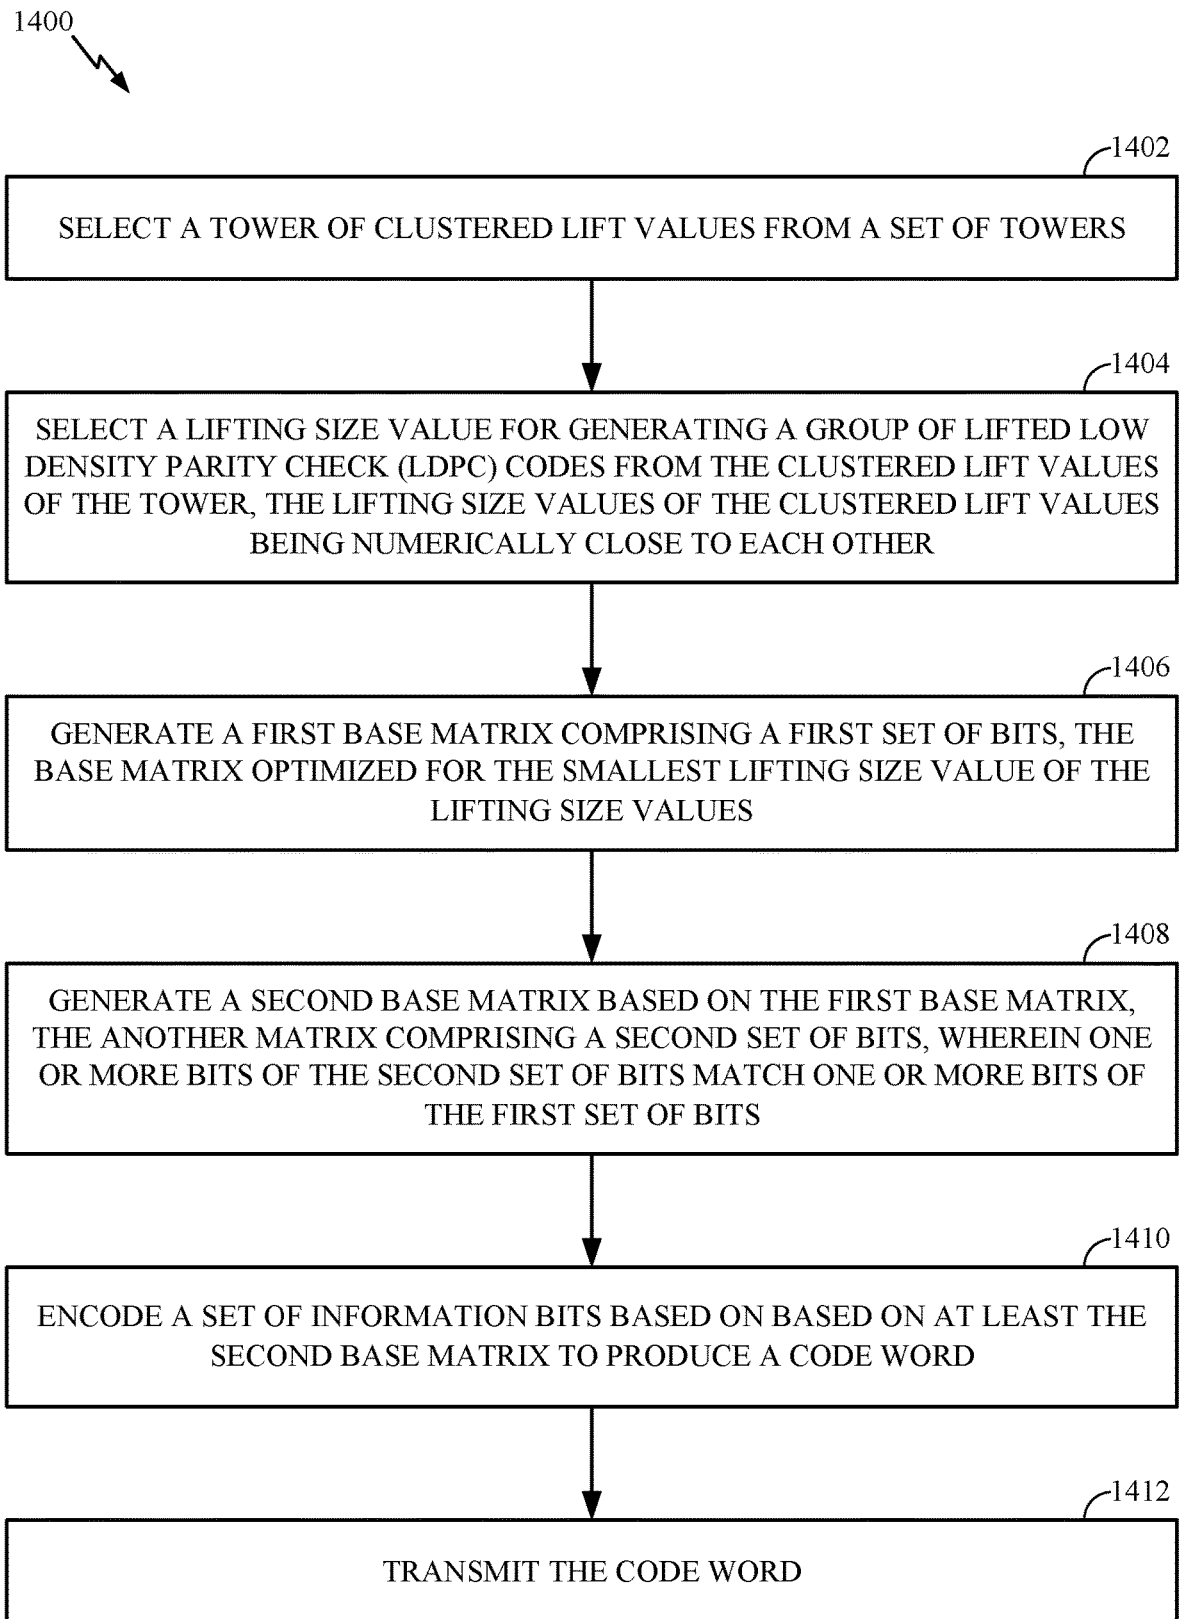 1400
1402
SELECT A TOWER OF CLUSTERED LIFT VALUES FROM A SET OF TOWERS
1404
SELECT A LIFTING SIZE VALUE FOR GENERATING A GROUP OF LIFTED LOW
DENSITY PARITY CHECK (LDPC) CODES FROM THE CLUSTERED LIFT VALUES
OF THE TOWER, THE LIFTING SIZE VALUES OF THE CLUSTERED LIFT VALUES
BEING NUMERICALLY CLOSE TO EACH OTHER
1406
GENERATE A FIRST BASE MATRIX COMPRISING A FIRST SET OF BITS, THE
BASE MATRIX OPTIMIZED FOR THE SMALLEST LIFTING SIZE VALUE OF THE
LIFTING SIZE VALUES
1408
GENERATE A SECOND BASE MATRIX BASED ON THE FIRST BASE MATRIX,
THE ANOTHER MATRIX COMPRISING A SECOND SET OF BITS, WHEREIN ONE
OR MORE BITS OF THE SECOND SET OF BITS MATCH ONE OR MORE BITS OF
THE FIRST SET OF BITS
1410
ENCODE A SET OF INFORMATION BITS BASED ON BASED ON AT LEAST THE
SECOND BASE MATRIX TO PRODUCE A CODE WORD
1412
TRANSMIT THE CODE WORD